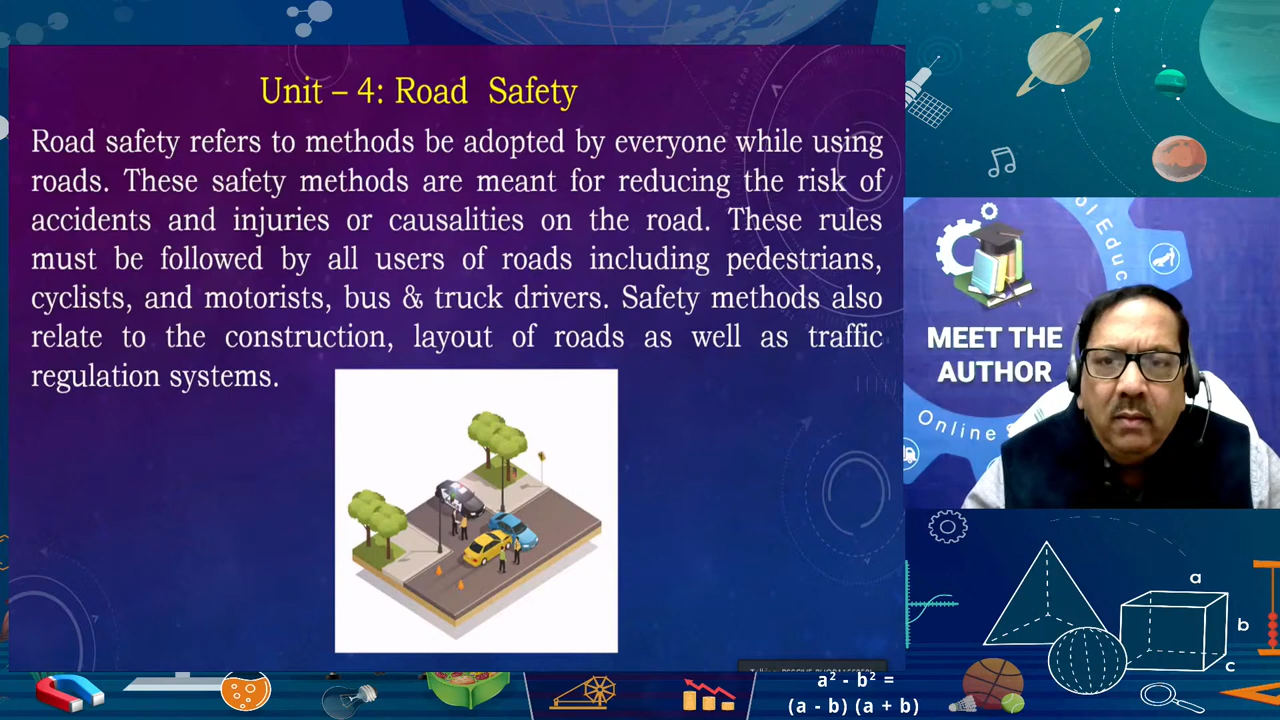 Unit – 4: Road Safety
Road safety refers to methods be adopted by everyone while using
roads. These safety methods are meant for reducing the risk of
accidents and injuries or causalities on the road. These rules
must be followed by all users of roads including pedestrians,
cyclists, and motorists, bus & truck drivers. Safety methods also
relate to the construction, layout of roads as well as traffic
regulation systems.
ol Educ
MEET THE
AUTHOR
Online
a
b
c
a² - b² =
(a - b) (a + b)